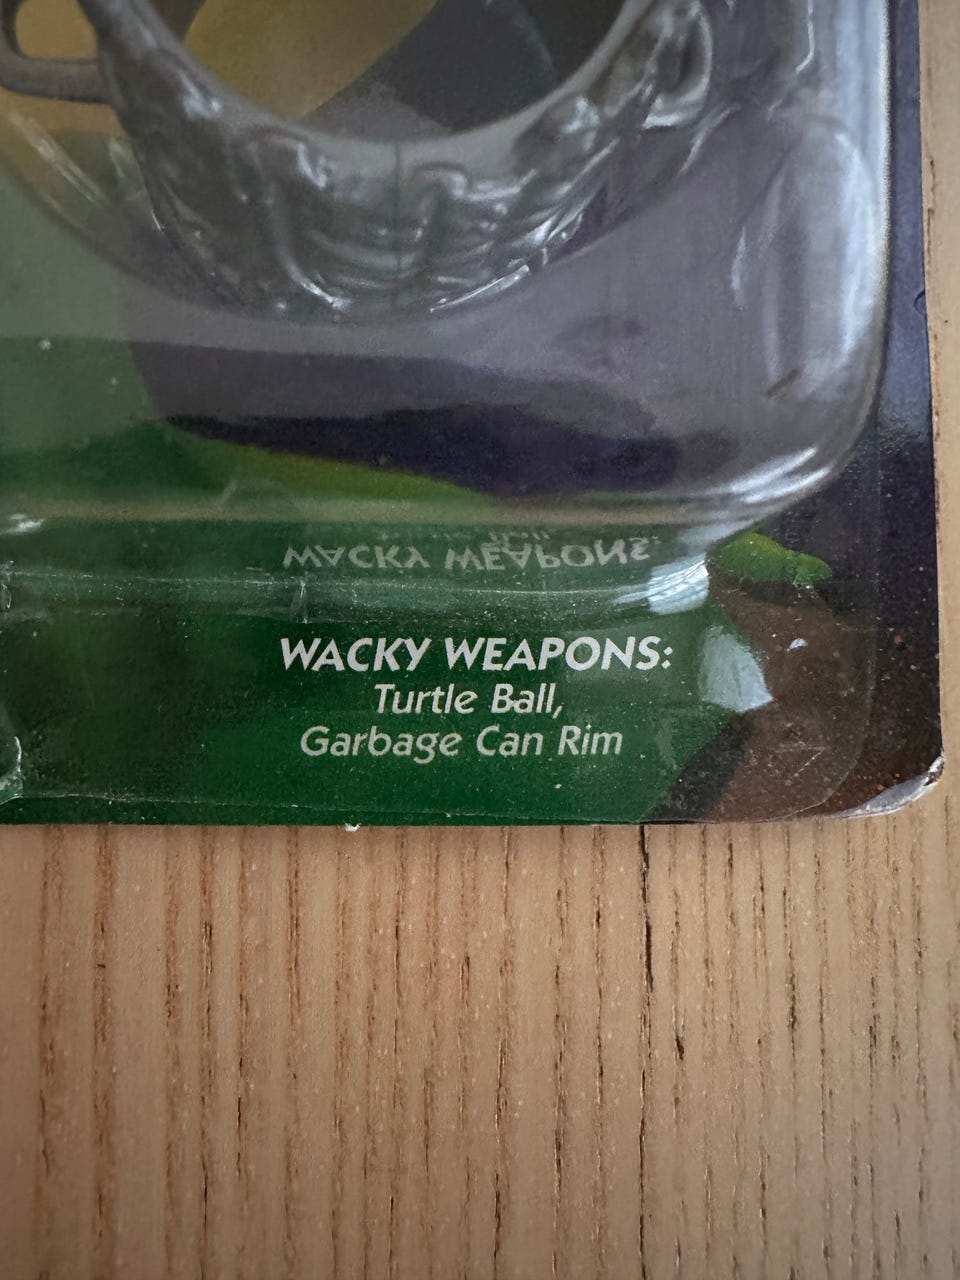 WACKY WEAPONS:
Turtle Ball,
Garbage Can Rim